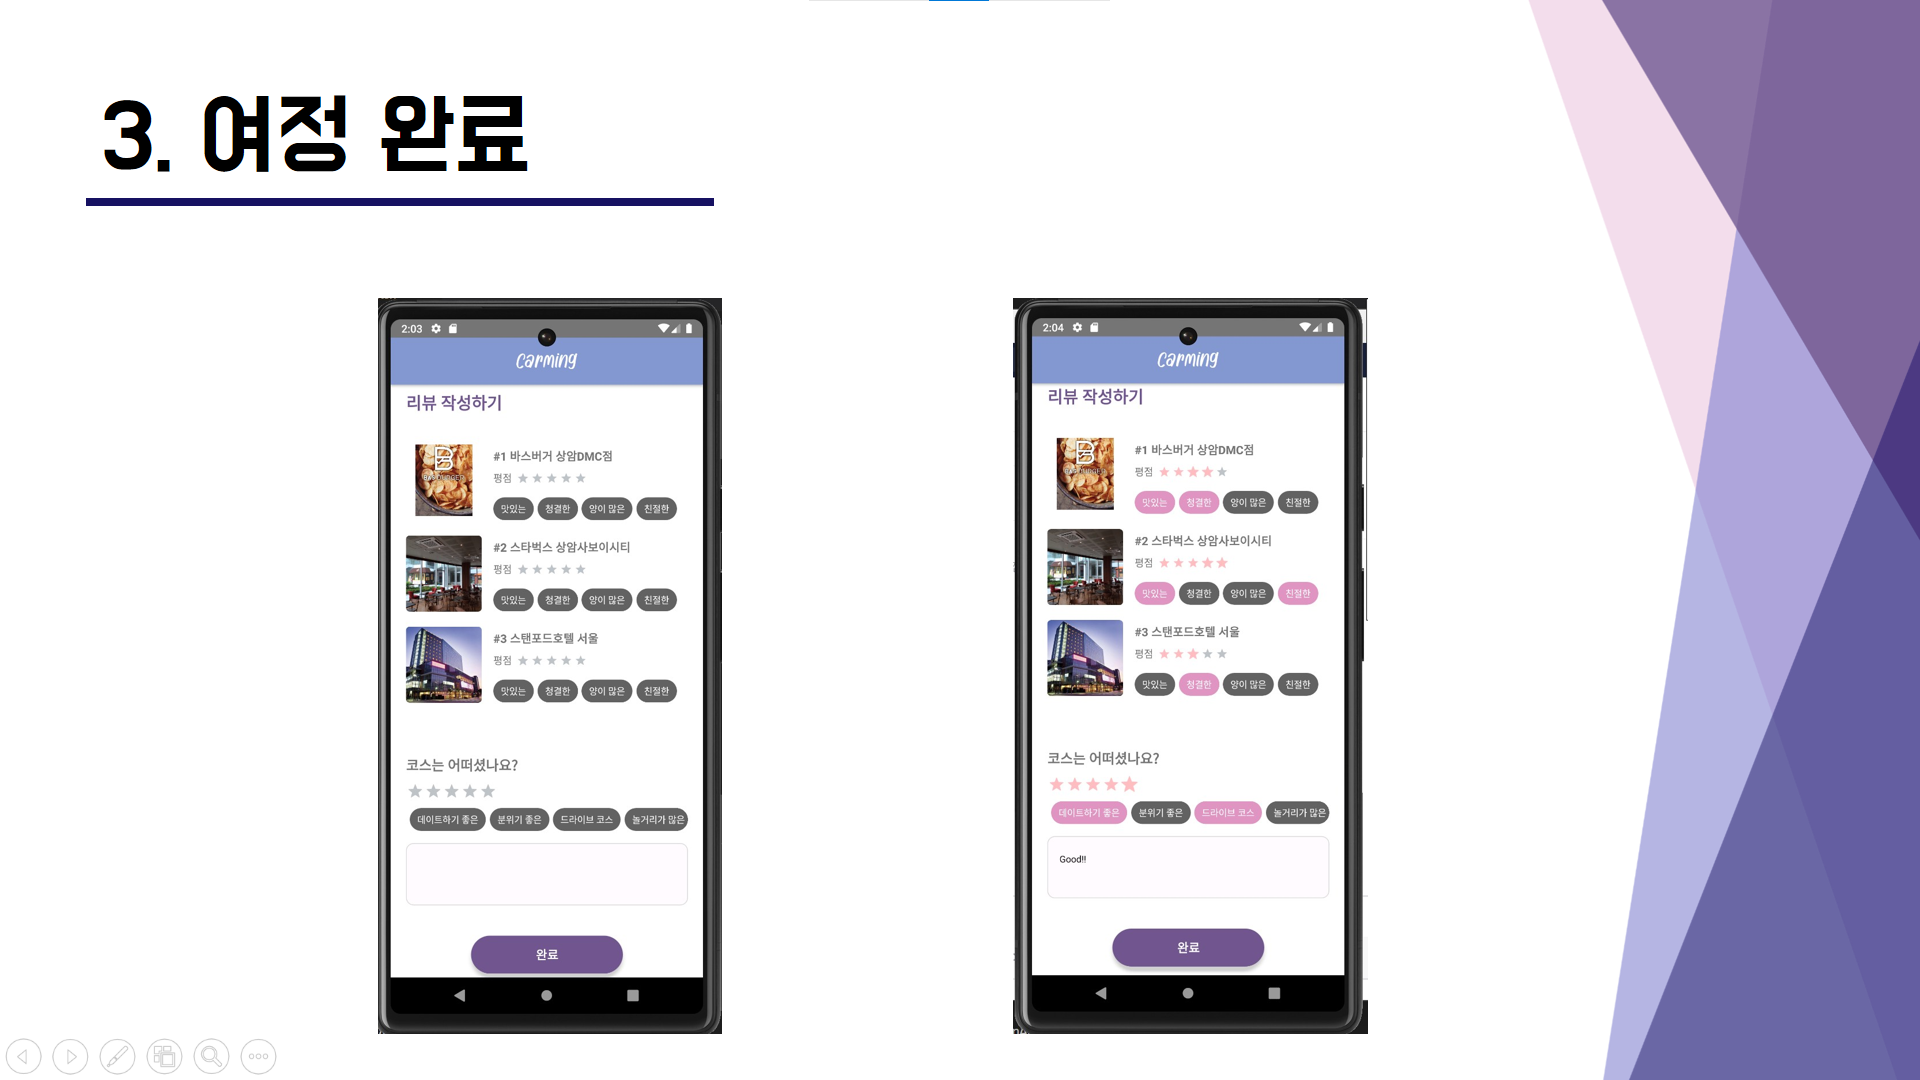 3. 여정 완료
2:03
Carming
리뷰 작성하기
#1 바스버거 상암DMC점
평점
맛있는 청결한 양이 많은 친절한
#2 스타벅스 상암사보이시티
평점
맛있는 청결한 양이 많은 친절한
#3 스탠포드호텔 서울
평점
맛있는 청결한 양이 많은 친절한
코스는 어떠셨나요?
데이트하기 좋은 분위기 좋은 드라이브 코스 놀거리가 많은
완료
2:04
Carming
리뷰 작성하기
#1 바스버거 상암DMC점
평점
맛있는 청결한 양이 많은 친절한
#2 스타벅스 상암사보이시티
평점
맛있는 청결한 양이 많은 친절한
#3 스탠포드호텔 서울
평점
맛있는 청결한 양이 많은 친절한
코스는 어떠셨나요?
데이트하기 좋은 분위기 좋은 드라이브 코스 놀거리가 많은
Good!!
완료